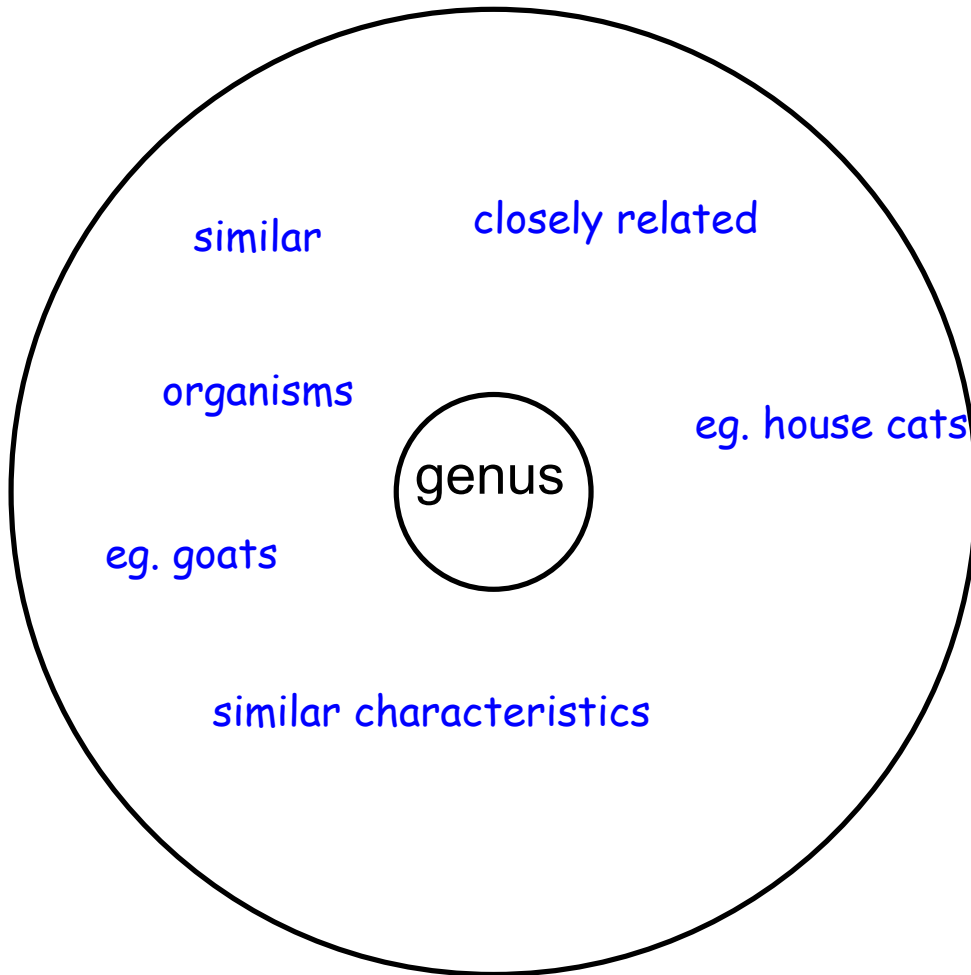 similar
closely related
organisms
eg. house cats
genus
eg. goats
similar characteristics